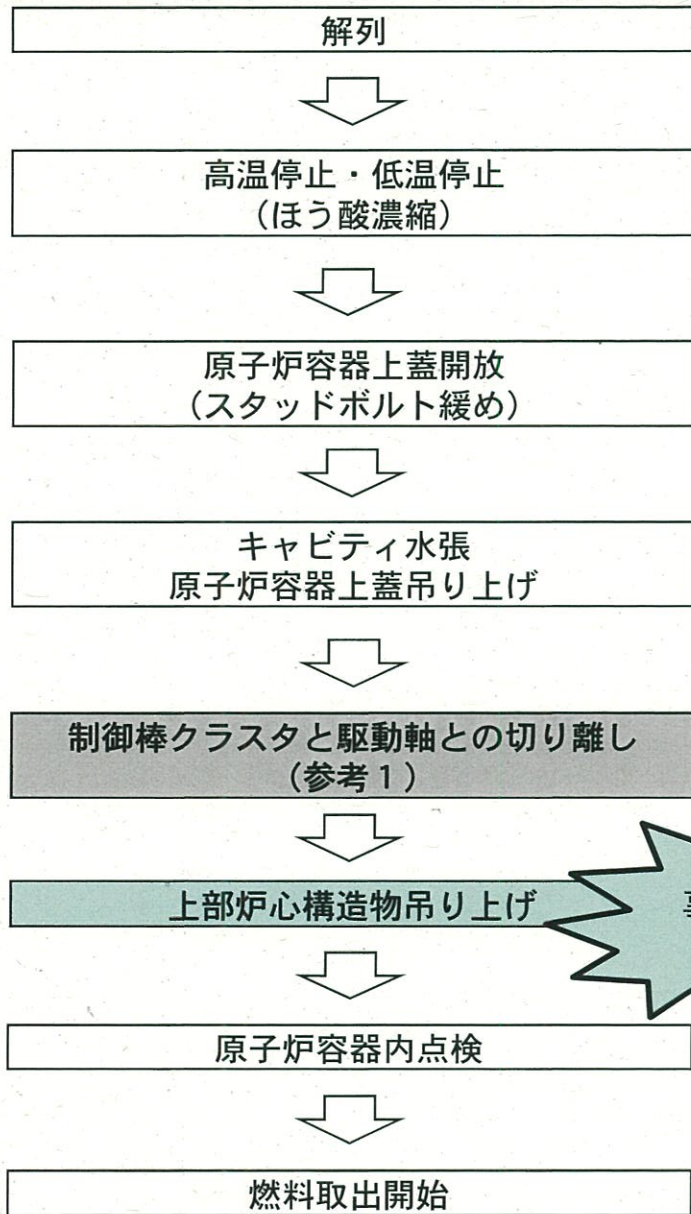 解列
高温停止・低温停止
(ほう酸濃縮)
原子炉容器上蓋開放
(スタッドボルト緩め)
キャビティ水張
原子炉容器上蓋吊り上げ
制御棒クラスタと駆動軸との切り離し
(参考1)
上部炉心構造物吊り上げ
原子炉容器内点検
燃料取出開始